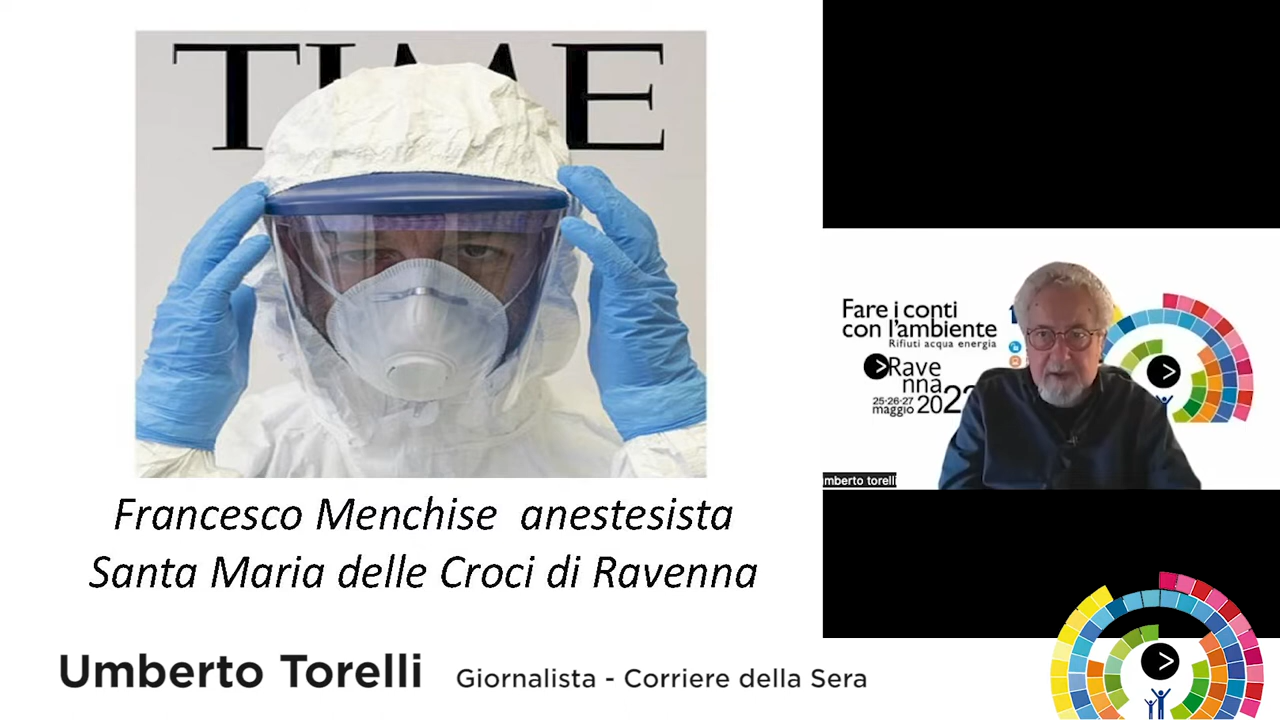 TIME
Francesco Menchise anestesista
Santa Maria delle Croci di Ravenna
Umberto Torelli
Giornalista - Corriere della Sera
Fare i conti
con l'ambiente
Rifiuti acqua energia
Rave
nna
25-26-27
maggio
202
umberto torelli